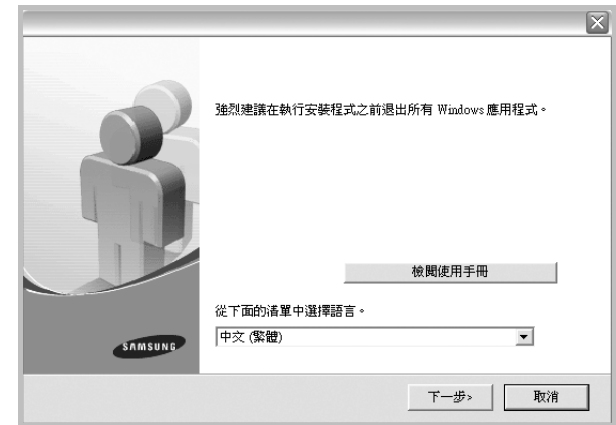 強烈建議在執行安裝程式之前退出所有 Windows 應用程式。
檢閱使用手冊
從下面的清單中選擇語言。
中文 (繁體)
SAMSUNG
下一步>
取消